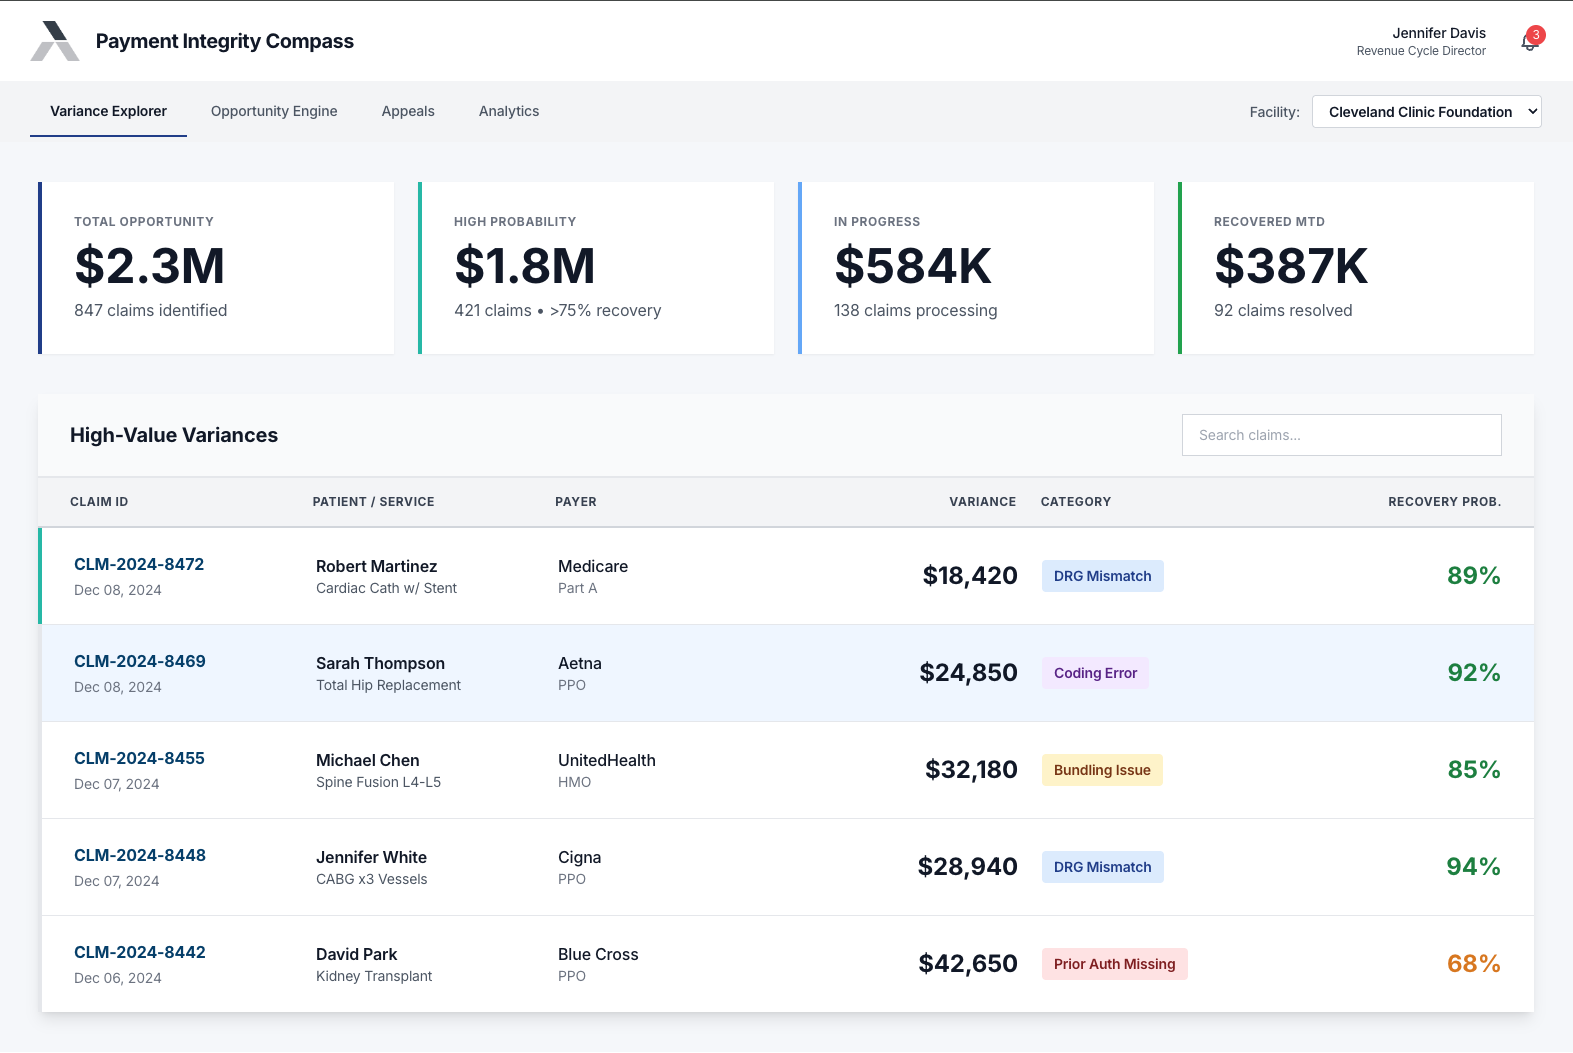 Payment Integrity Compass
Jennifer Davis
Revenue Cycle Director
3
Variance Explorer
Opportunity Engine
Appeals
Analytics
Facility:
Cleveland Clinic Foundation
TOTAL OPPORTUNITY
$2.3M
847 claims identified
HIGH PROBABILITY
$1.8M
421 claims • >75% recovery
IN PROGRESS
$584K
138 claims processing
RECOVERED MTD
$387K
92 claims resolved
High-Value Variances
Search claims...
CLAIM ID PATIENT / SERVICE PAYER VARIANCE CATEGORY RECOVERY PROB.
CLM-2024-8472 Robert Martinez Medicare $18,420 DRG Mismatch 89%
Dec 08, 2024 Cardiac Cath w/ Stent Part A
CLM-2024-8469 Sarah Thompson Aetna $24,850 Coding Error 92%
Dec 08, 2024 Total Hip Replacement PPO
CLM-2024-8455 Michael Chen UnitedHealth $32,180 Bundling Issue 85%
Dec 07, 2024 Spine Fusion L4-L5 HMO
CLM-2024-8448 Jennifer White Cigna $28,940 DRG Mismatch 94%
Dec 07, 2024 CABG x3 Vessels PPO
CLM-2024-8442 David Park Blue Cross $42,650 Prior Auth Missing 68%
Dec 06, 2024 Kidney Transplant PPO